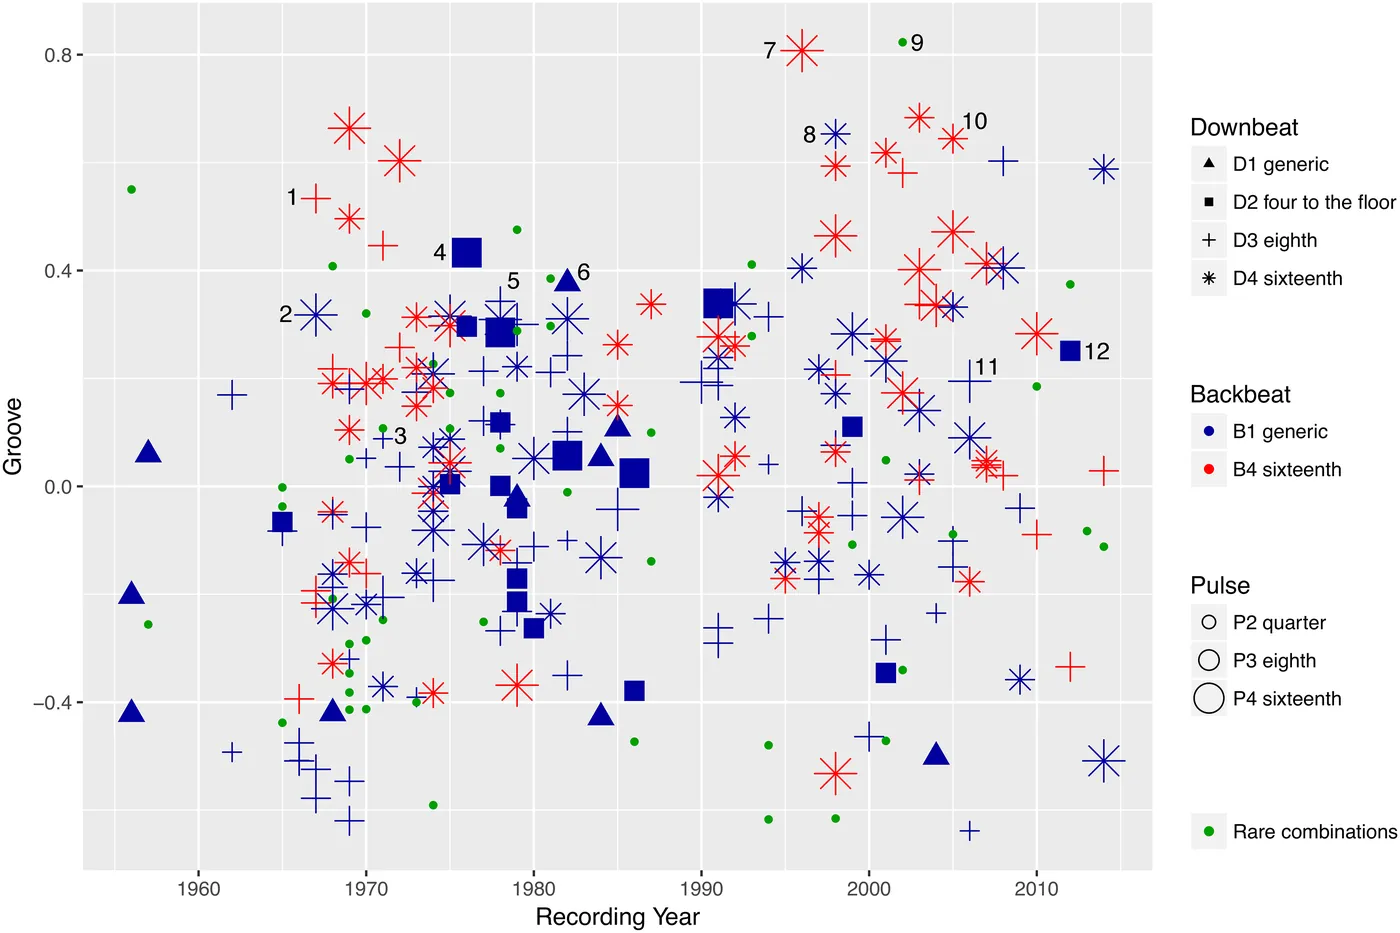 0.8
0.4
0.0
−0.4
Groove
1960
1970
1980
1990
2000
2010
Recording Year
1
2
3
4
5
6
7
8
9
10
11
12
Downbeat
D1 generic
D2 four to the floor
D3 eighth
D4 sixteenth
Backbeat
B1 generic
B4 sixteenth
Pulse
P2 quarter
P3 eighth
P4 sixteenth
Rare combinations